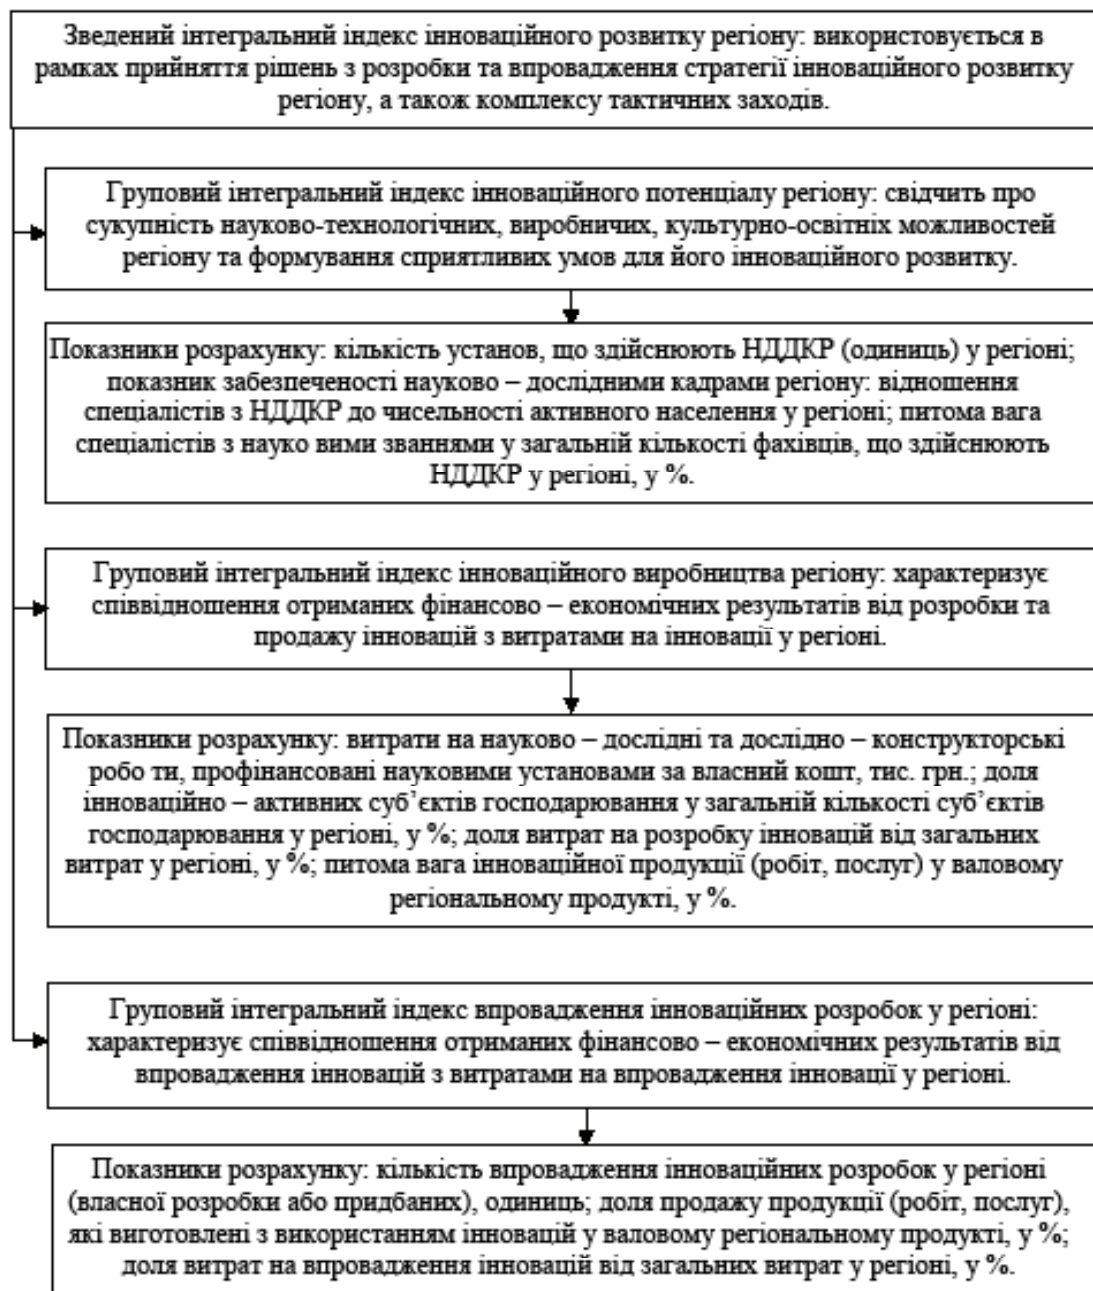 Зведений інтегральний індекс інноваційного розвитку регіону: використовується в
рамках прийняття рішень з розробки та впровадження стратегії інноваційного розвитку
регіону, а також комплексу тактичних заходів.
Груповий інтегральний індекс інноваційного потенціалу регіону: свідчить про
сукупність науково-технологічних, виробничих, культурно-освітніх можливостей
регіону та формування сприятливих умов для його інноваційного розвитку.
Показники розрахунку: кількість установ, що здійснюють НДДКР (одиниць) у регіоні;
показник забезпеченості науково – дослідними кадрами регіону: відношення
спеціалістів з НДДКР до чисельності активного населення у регіоні; питома вага
спеціалістів з науко вими званнями у загальній кількості фахівців, що здійснюють
НДДКР у регіоні, у %.
Груповий інтегральний індекс інноваційного виробництва регіону: характеризує
співвідношення отриманих фінансово – економічних результатів від розробки та
продажу інновацій з витратами на інновації у регіоні.
Показники розрахунку: витрати на науково – дослідні та дослідно – конструкторські
робо ти, профінансовані науковими установами за власний кошт, тис. грн.; доля
інноваційно – активних суб’єктів господарювання у загальній кількості суб’єктів
господарювання у регіоні, у %; доля витрат на розробку інновацій від загальних
витрат у регіоні, у %; питома вага інноваційної продукції (робіт, послуг) у валовому
регіональному продукті, у %.
Груповий інтегральний індекс впровадження інноваційних розробок у регіоні:
характеризує співвідношення отриманих фінансово – економічних результатів від
впровадження інновацій з витратами на впровадження інновації у регіоні.
Показники розрахунку: кількість впровадження інноваційних розробок у регіоні
(власної розробки або придбаних), одиниць; доля продажу продукції (робіт, послуг),
які виготовлені з використанням інновацій у валовому регіональному продукті, у %;
доля витрат на впровадження інновацій від загальних витрат у регіоні, у %.